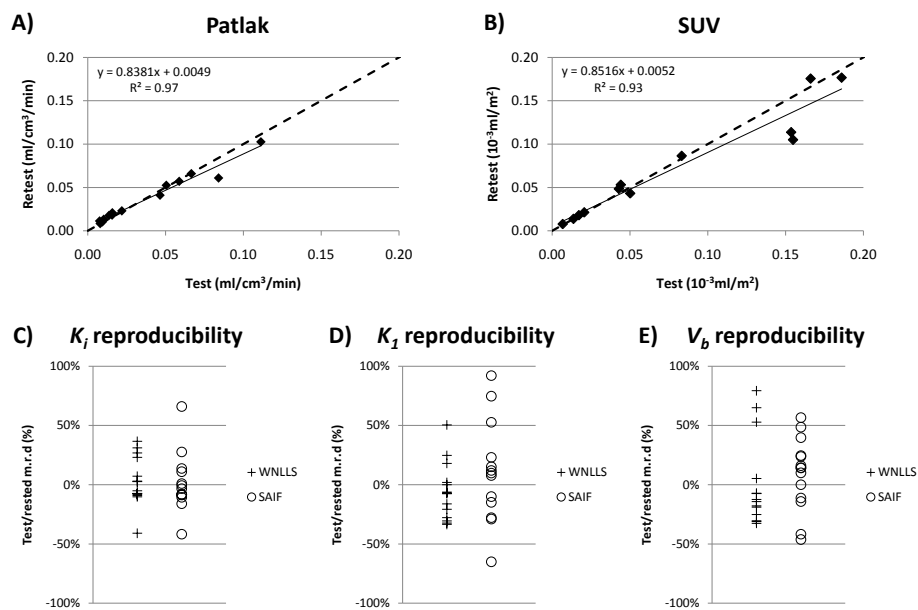 A) Patlak
y = 0.8381x + 0.0049
R² = 0.97
Retest (ml/cm³/min)
0.20
0.15
0.10
0.05
0.00
0.00 0.05 0.10 0.15 0.20
Test (ml/cm³/min)
B) SUV
y = 0.8516x + 0.0052
R² = 0.93
Retest (10⁻³ml/m²)
0.20
0.15
0.10
0.05
0.00
0.00 0.05 0.10 0.15 0.20
Test (10⁻³ml/m²)
C) Kᵢ reproducibility
Test/rested m.r.d (%)
100%
50%
0%
-50%
-100%
WNLLS
SAIF
D) K₁ reproducibility
Test/rested m.r.d (%)
100%
50%
0%
-50%
-100%
WNLLS
SAIF
E) V_b reproducibility
Test/rested m.r.d (%)
100%
50%
0%
-50%
-100%
WNLLS
SAIF